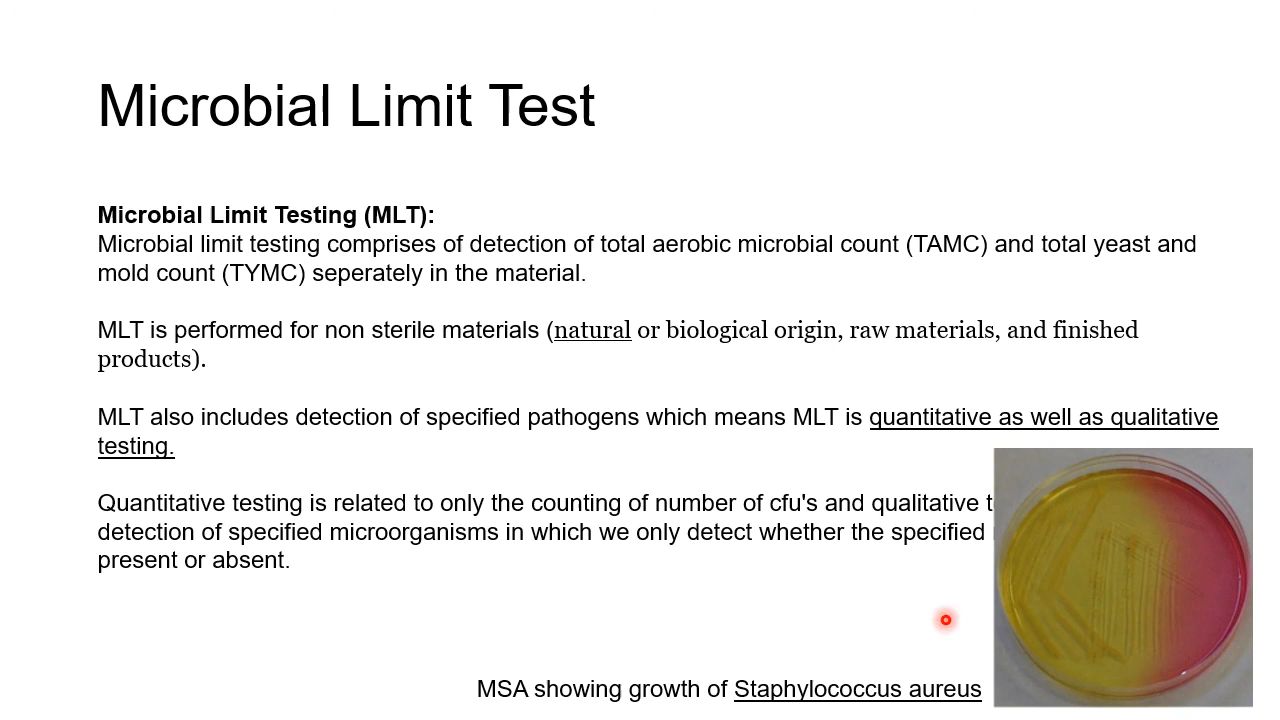 Microbial Limit Test
Microbial Limit Testing (MLT):
Microbial limit testing comprises of detection of total aerobic microbial count (TAMC) and total yeast and
mold count (TYMC) seperately in the material.
MLT is performed for non sterile materials (natural or biological origin, raw materials, and finished
products).
MLT also includes detection of specified pathogens which means MLT is quantitative as well as qualitative
testing.
Quantitative testing is related to only the counting of number of cfu's and qualitative
detection of specified microorganisms in which we only detect whether the specified
present or absent.
MSA showing growth of Staphylococcus aureus